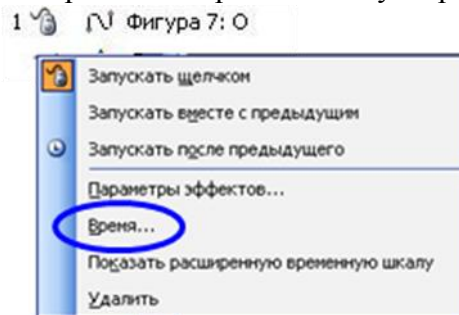 1 Фигура 7: О
Запускать щелчком
Запускать вместе с предыдущим
Запускать после предыдущего
Параметры эффектов...
Время...
Показать расширенную временную шкалу
Удалить